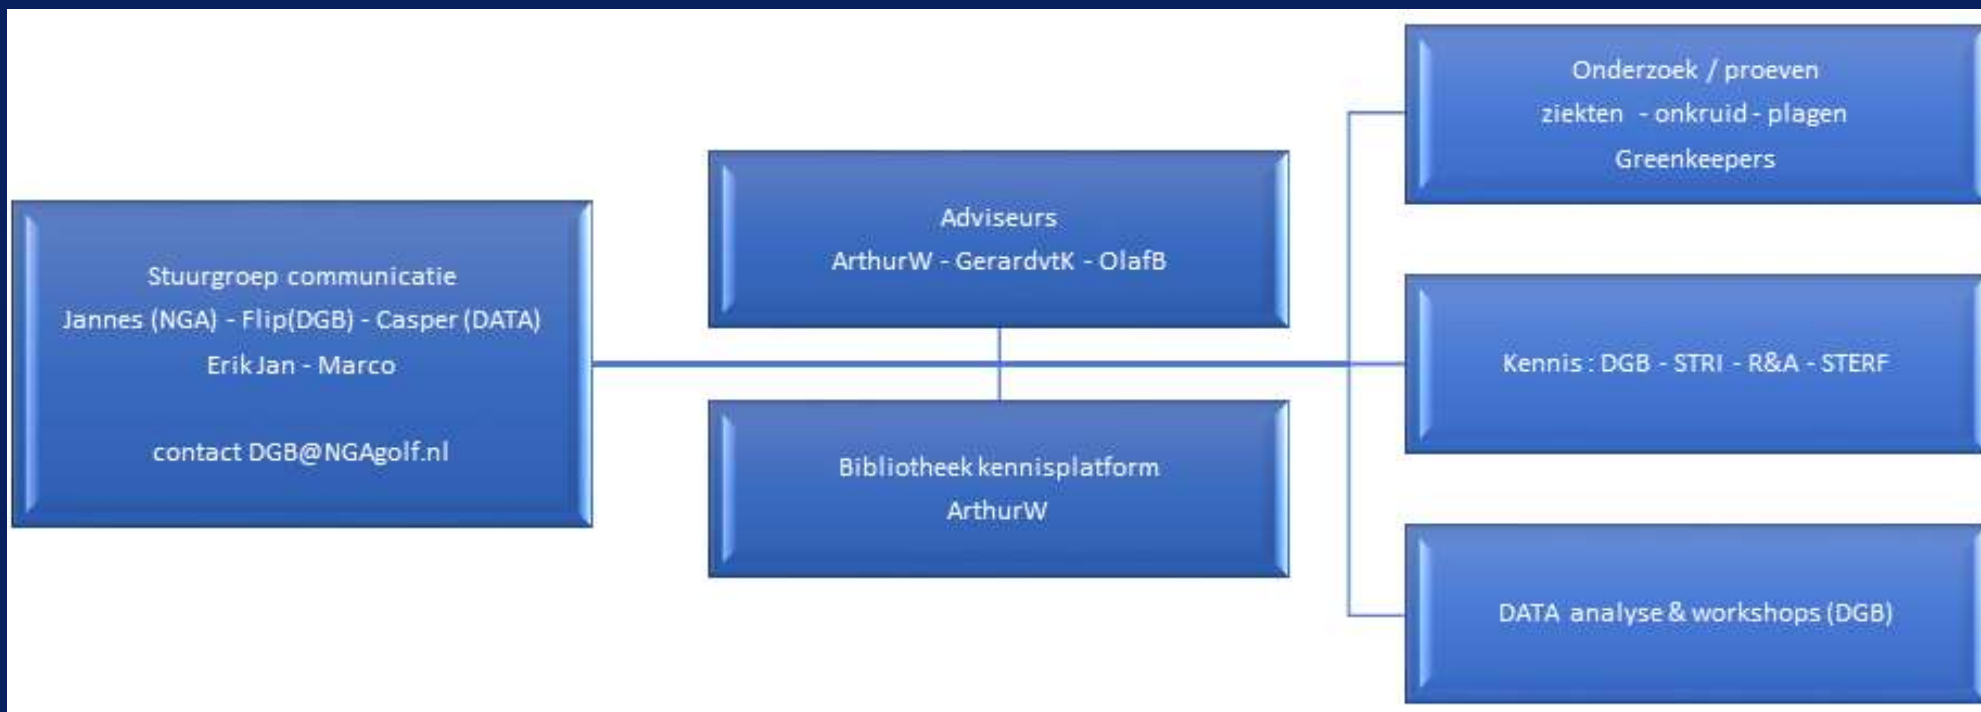 Stuurgroep communicatie
Jannes (NGA) - Flip(DGB) - Casper (DATA)
Erik Jan - Marco
contact DGB@NGAgolf.nl
Adviseurs
ArthurW - GerardvtK - OlafB
Bibliotheek kennisplatform
ArthurW
Onderzoek / proeven
ziekten - onkruid - plagen
Greenkeepers
Kennis : DGB - STRI - R&A - STERF
DATA analyse & workshops (DGB)